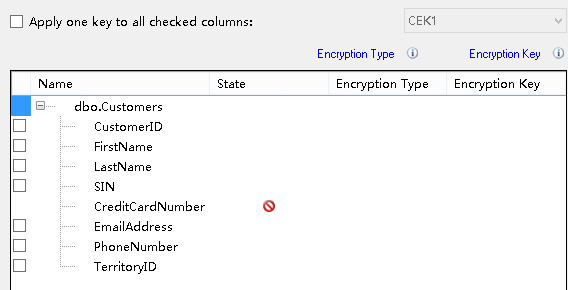 Apply one key to all checked columns:
CEK1
Encryption Type
Encryption Key
Name State Encryption Type Encryption Key
dbo.Customers
CustomerID
FirstName
LastName
SIN
CreditCardNumber
EmailAddress
PhoneNumber
TerritoryID